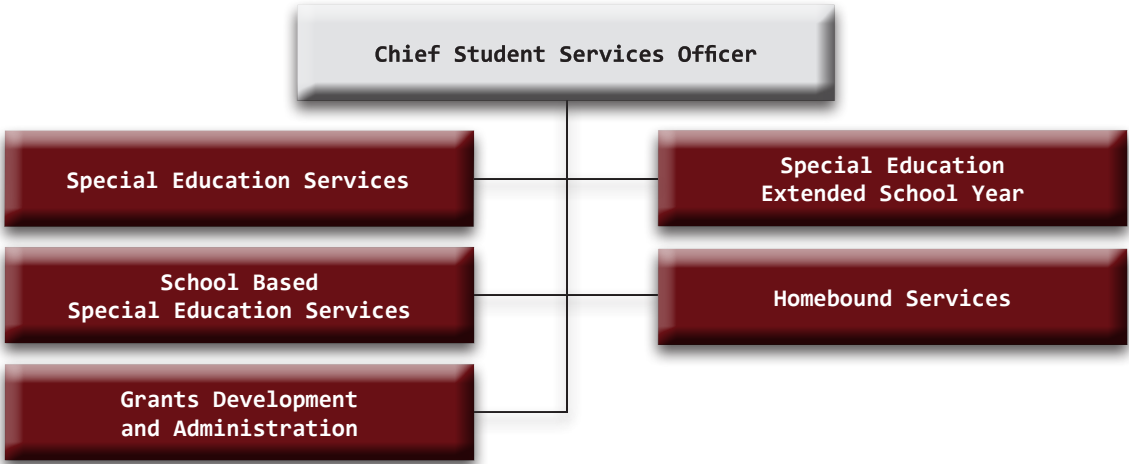 Chief Student Services Officer
Special Education Services
Special Education
Extended School Year
School Based
Special Education Services
Homebound Services
Grants Development
and Administration